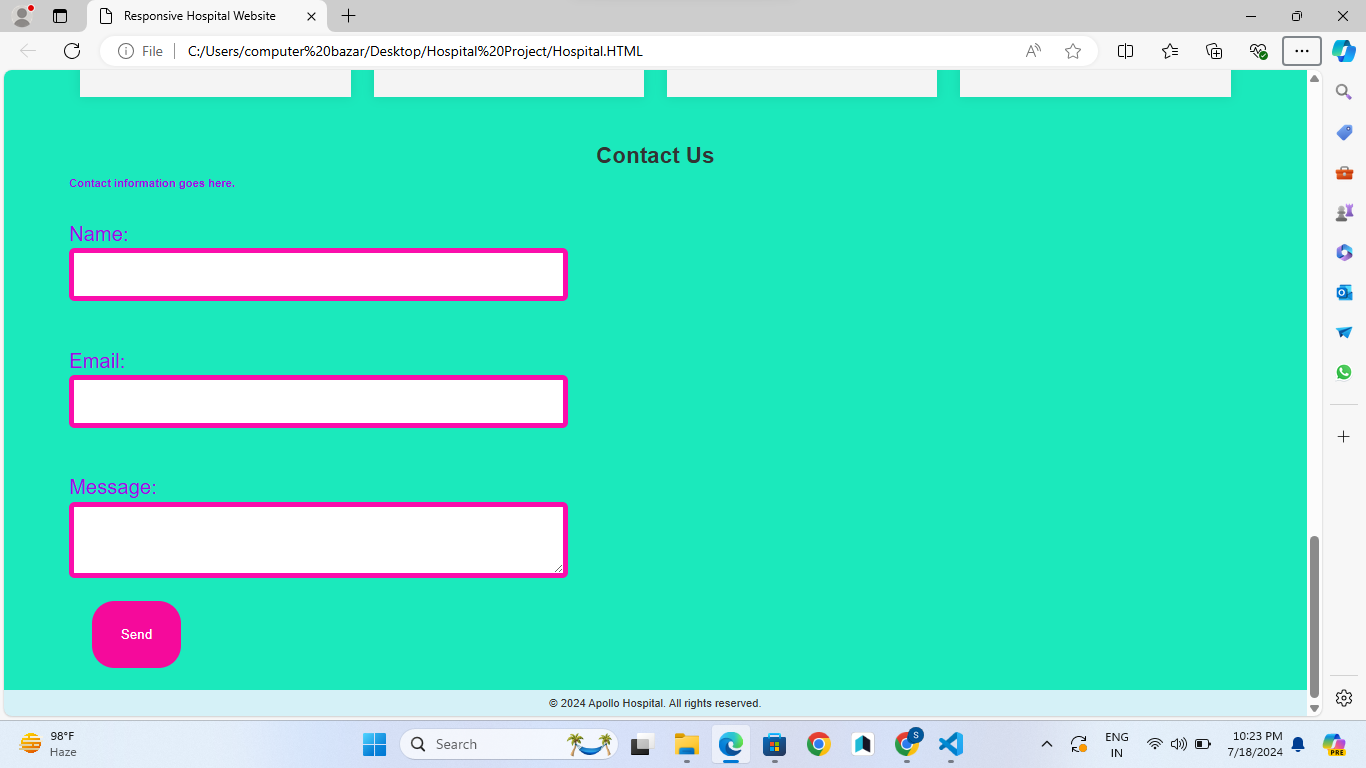 Responsive Hospital Website
File
C:/Users/computer%20bazar/Desktop/Hospital%20Project/Hospital.HTML
Contact Us
Contact information goes here.
Name:
Email:
Message:
Send
© 2024 Apollo Hospital. All rights reserved.
98°F
Haze
Search
S
ENG
IN
10:23 PM
7/18/2024
PRE